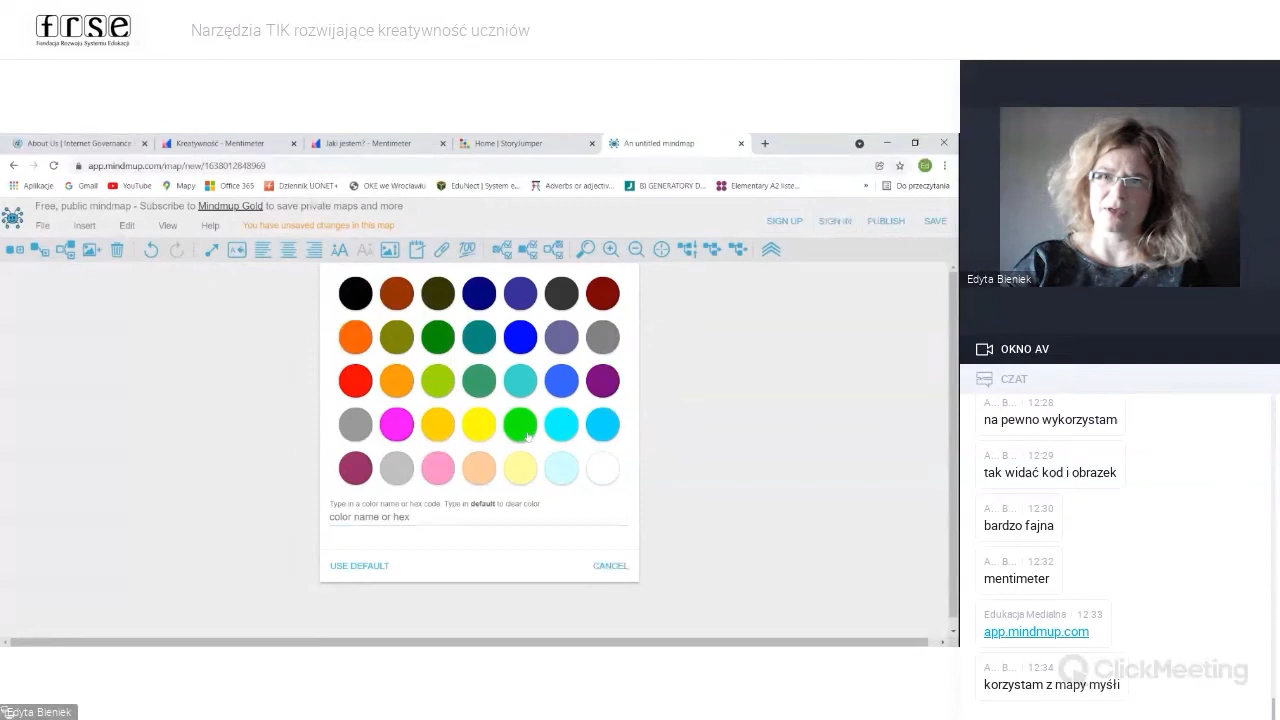 frse
Fundacja Rozwoju Systemu Edukacji
Narzędzia TIK rozwijające kreatywność uczniów
About Us | Internet Governance
Kreatywność - Mentimeter
Jaki jestem? - Mentimeter
Home | StoryJumper
An untitled mindmap
app.mindmup.com/map/new/1638012848969
Aplikacje
Gmail
YouTube
Mapy
Office 365
Dziennik UONET+
OKE we Wrocławiu
EduNect | System e...
Adverbs or adjectiv...
B) GENERATORY D...
Elementary A2 liste...
»
Do przeczytania
Free, public mindmap - Subscribe to Mindmup Gold to save private maps and more
File
Insert
Edit
View
Help
You have unsaved changes in this map
SIGN UP
SIGN IN
PUBLISH
SAVE
Type in a color name or hex code. Type in default to clear color
color name or hex
USE DEFAULT
CANCEL
Edyta Bieniek
OKNO AV
CZAT
A... B... 12:28
na pewno wykorzystam
A... B... 12:29
tak widać kod i obrazek
A... B... 12:30
bardzo fajna
A... B... 12:32
mentimeter
Edukacja Medialna 12:33
app.mindmup.com
A... B... 12:34
korzystam z mapy myśli
ClickMeeting
Edyta Bieniek